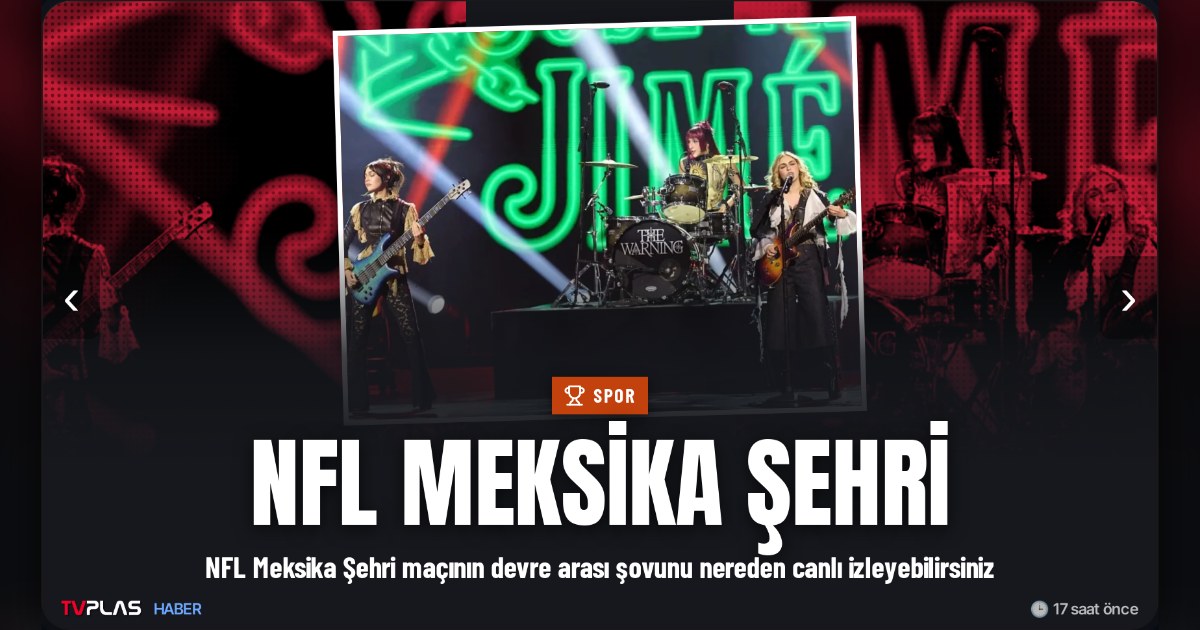 JIMÉ
THE
WARNING
SPOR
NFL MEKSİKA ŞEHRİ
NFL Meksika Şehri maçının devre arası şovunu nereden canlı izleyebilirsiniz
TVPLAS HABER
17 saat önce